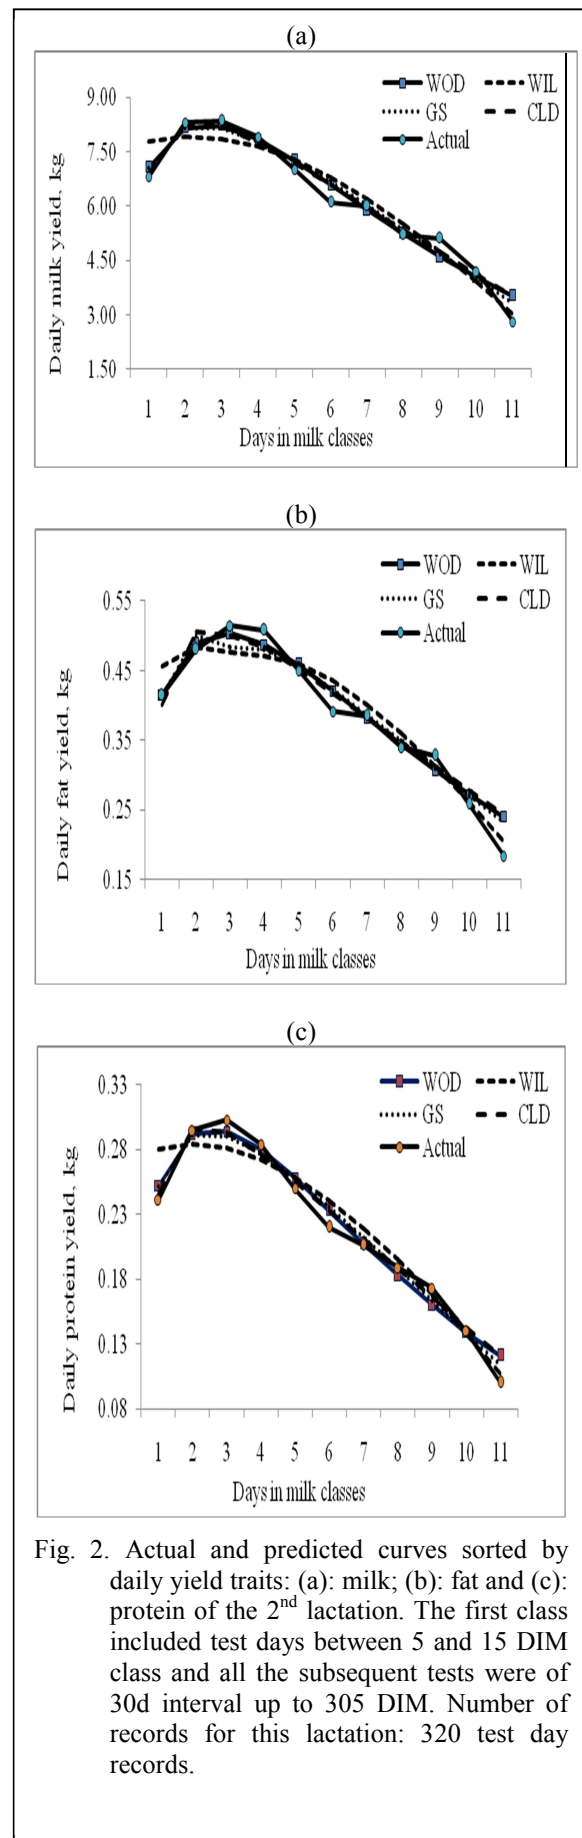 (a)
WOD WIL
GS CLD
Actual
9.00
7.50
6.00
4.50
3.00
1.50
Daily milk yield, kg
1 2 3 4 5 6 7 8 9 10 11
Days in milk classes
(b)
WOD WIL
GS CLD
Actual
0.55
0.45
0.35
0.25
0.15
Daily fat yield, kg
1 2 3 4 5 6 7 8 9 10 11
Days in milk classes
(c)
WOD WIL
GS CLD
Actual
0.33
0.28
0.23
0.18
0.13
0.08
Daily protein yield, kg
1 2 3 4 5 6 7 8 9 10 11
Days in milk classes
Fig. 2. Actual and predicted curves sorted by
daily yield traits: (a): milk; (b): fat and (c):
protein of the 2nd lactation. The first class
included test days between 5 and 15 DIM
class and all the subsequent tests were of
30d interval up to 305 DIM. Number of
records for this lactation: 320 test day
records.